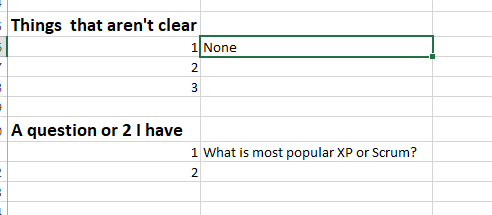 Things  that aren't clear
1 None
2
3
A question or 2 I have
1 What is most popular XP or Scrum?
2